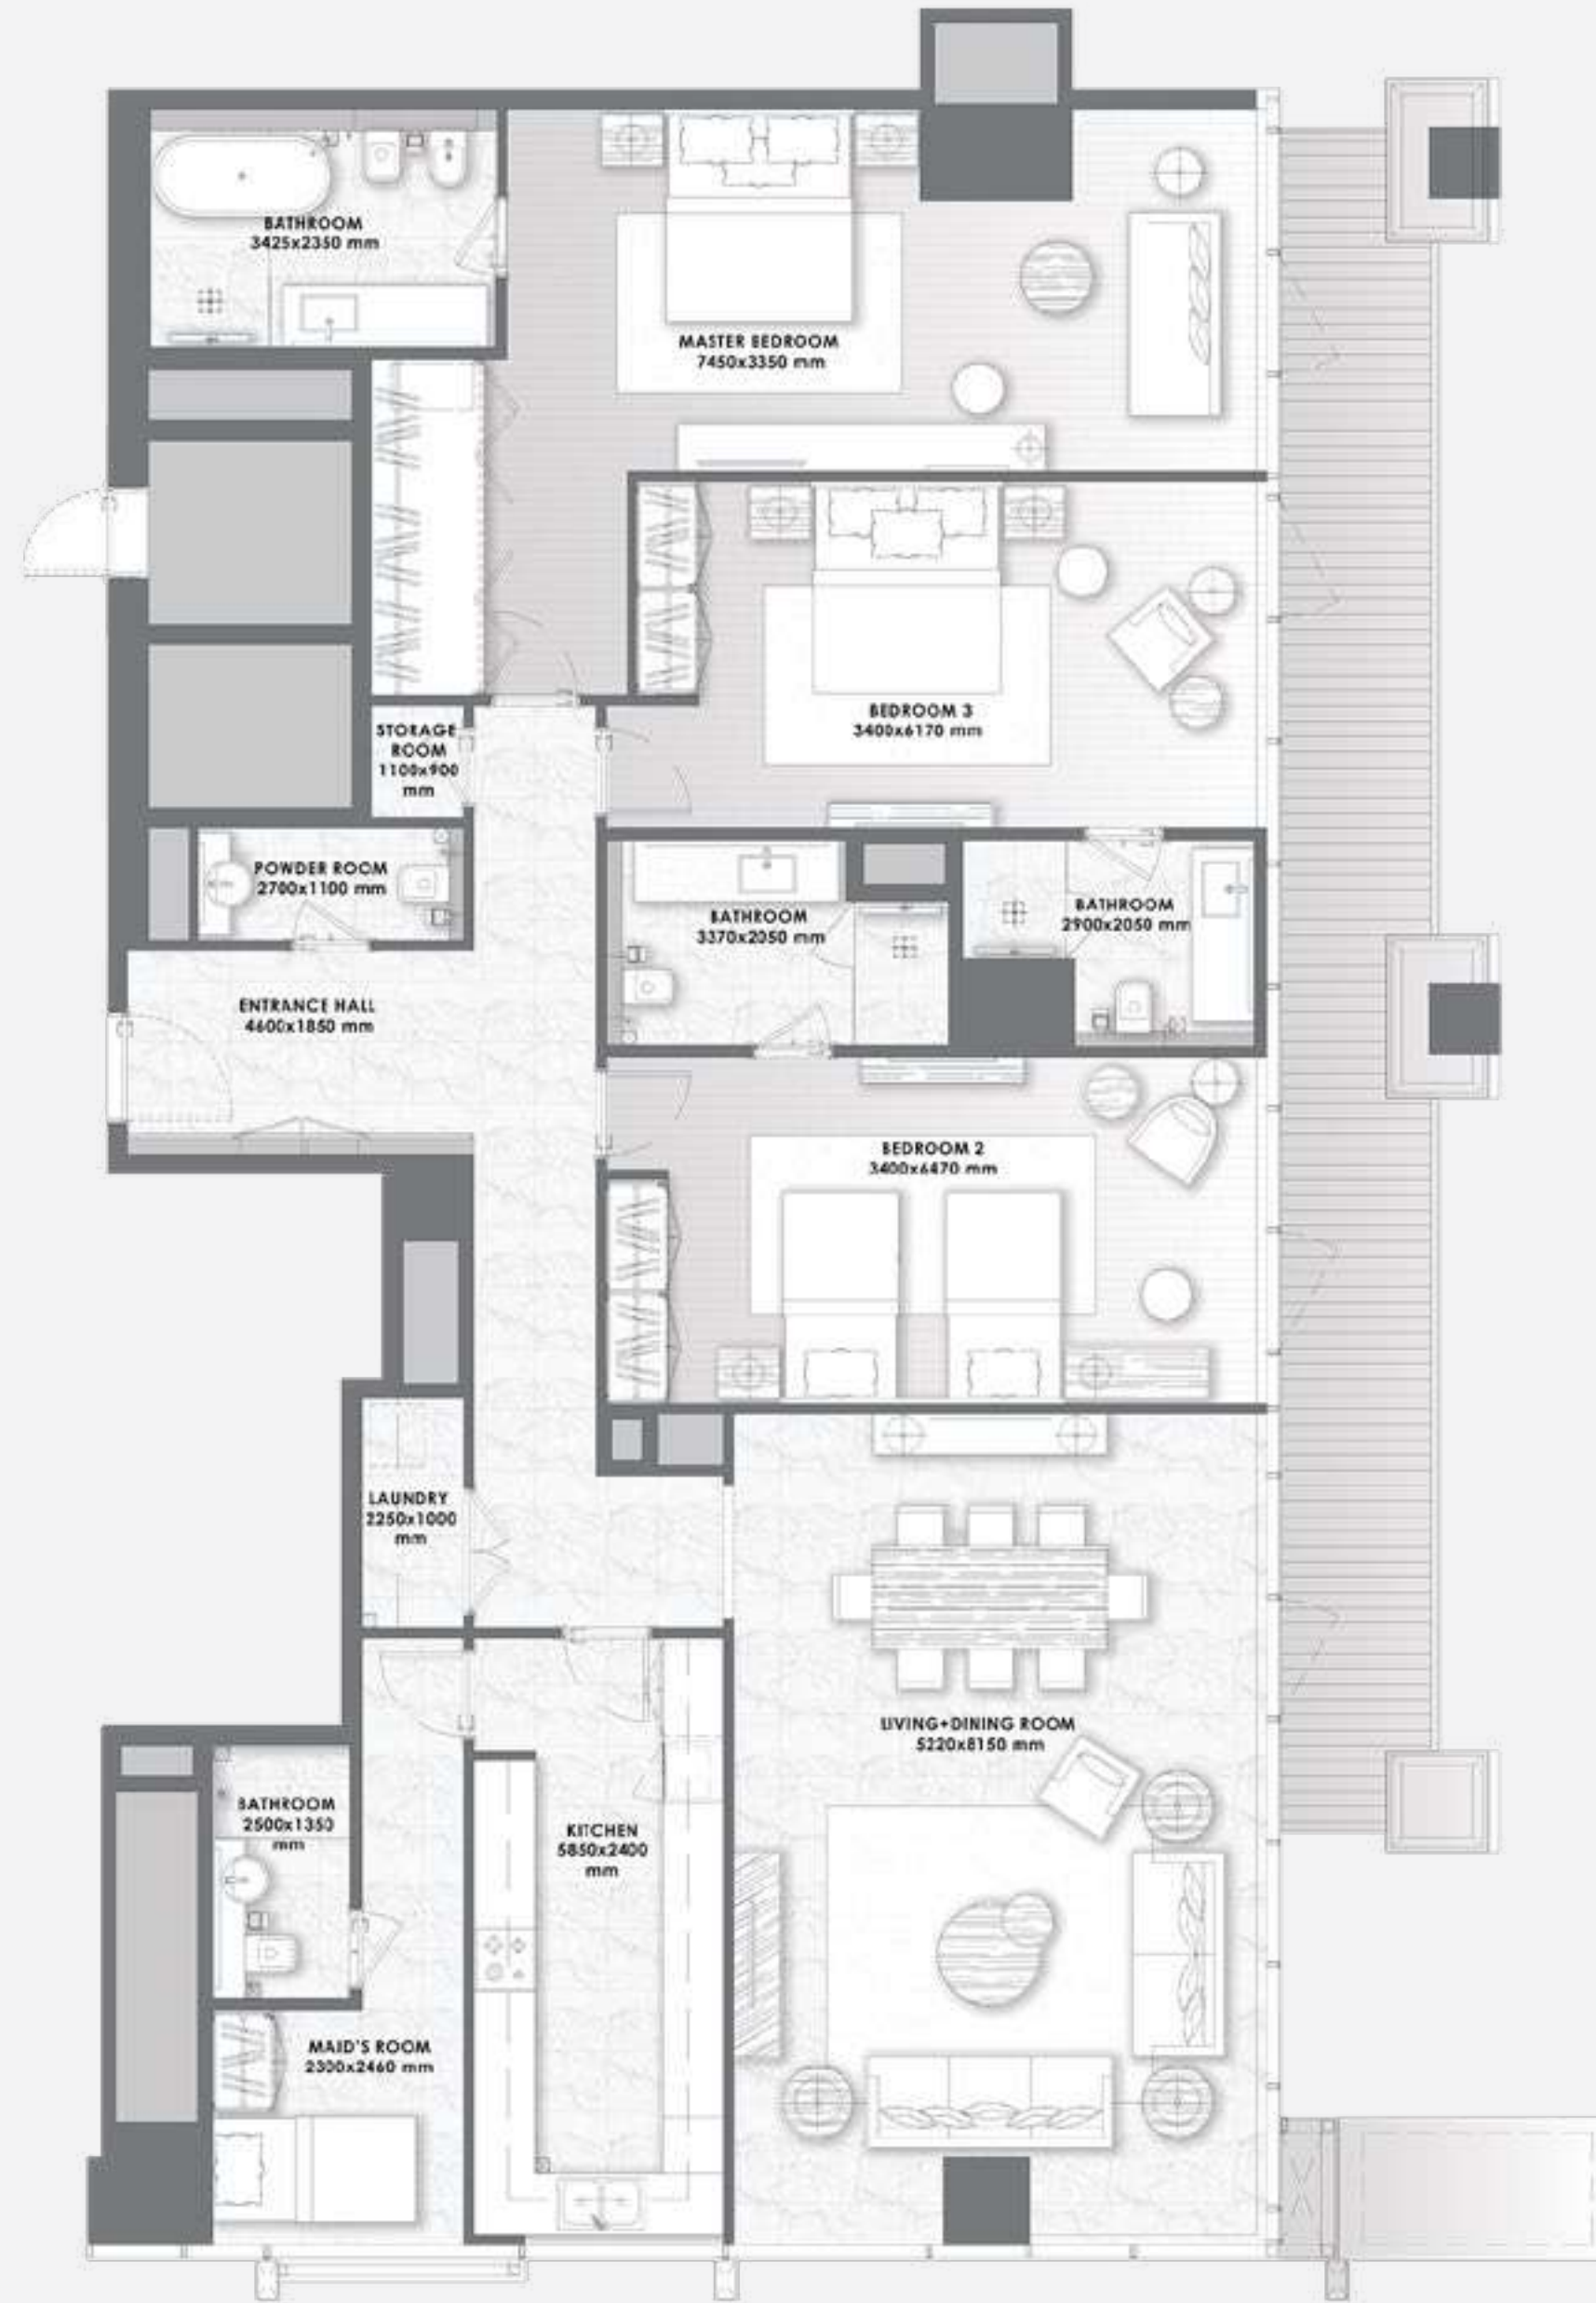 BATHROOM
3425x2350 mm
MASTER BEDROOM
7450x3350 mm
STORAGE
ROOM
1100x900
mm
BEDROOM 3
3400x6170 mm
POWDER ROOM
2700x1100 mm
BATHROOM
3370x2050 mm
BATHROOM
2900x2050 mm
ENTRANCE HALL
4600x1850 mm
BEDROOM 2
3400x6470 mm
LAUNDRY
2250x1000
mm
LIVING+DINING ROOM
5220x8150 mm
BATHROOM
2500x1350
mm
KITCHEN
5850x2400
mm
MAID'S ROOM
2300x2460 mm